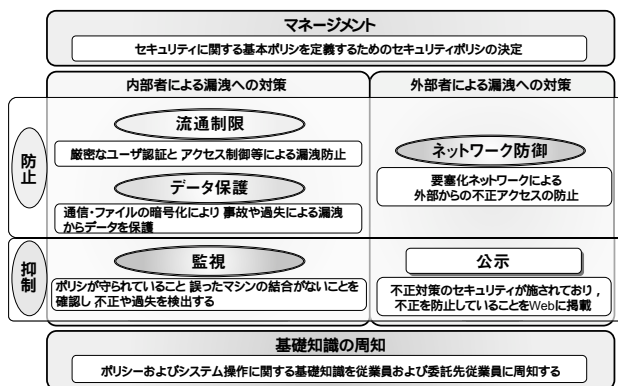 マネージメント
セキュリティに関する基本ポリシを定義するためのセキュリティポリシの決定
内部者による漏洩への対策
外部者による漏洩への対策
防止
流通制限
厳密なユーザ認証と アクセス制御等による漏洩防止
データ保護
通信・ファイルの暗号化により 事故や過失による漏洩
からデータを保護
ネットワーク防御
要塞化ネットワークによる
外部からの不正アクセスの防止
抑制
監視
ポリシが守られていること 誤ったマシンの結合がないことを
確認し 不正や過失を検出する
公示
不正対策のセキュリティが施されており ,
不正を防止していることをWebに掲載
基礎知識の周知
ポリシーおよびシステム操作に関する基礎知識を従業員および委託先従業員に周知する